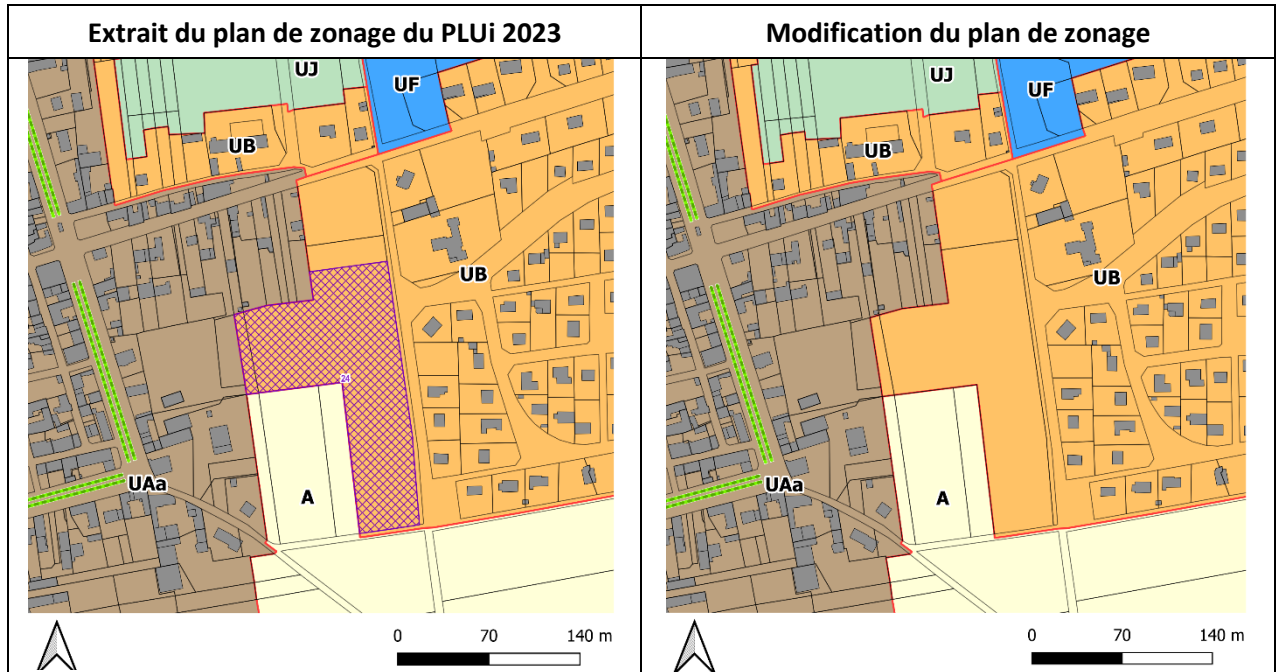 Extrait du plan de zonage du PLUi 2023
Modification du plan de zonage
UJ
UF
UB
UB
24
UAa
A
0 70 140 m
UJ
UF
UB
UB
UAa
A
0 70 140 m